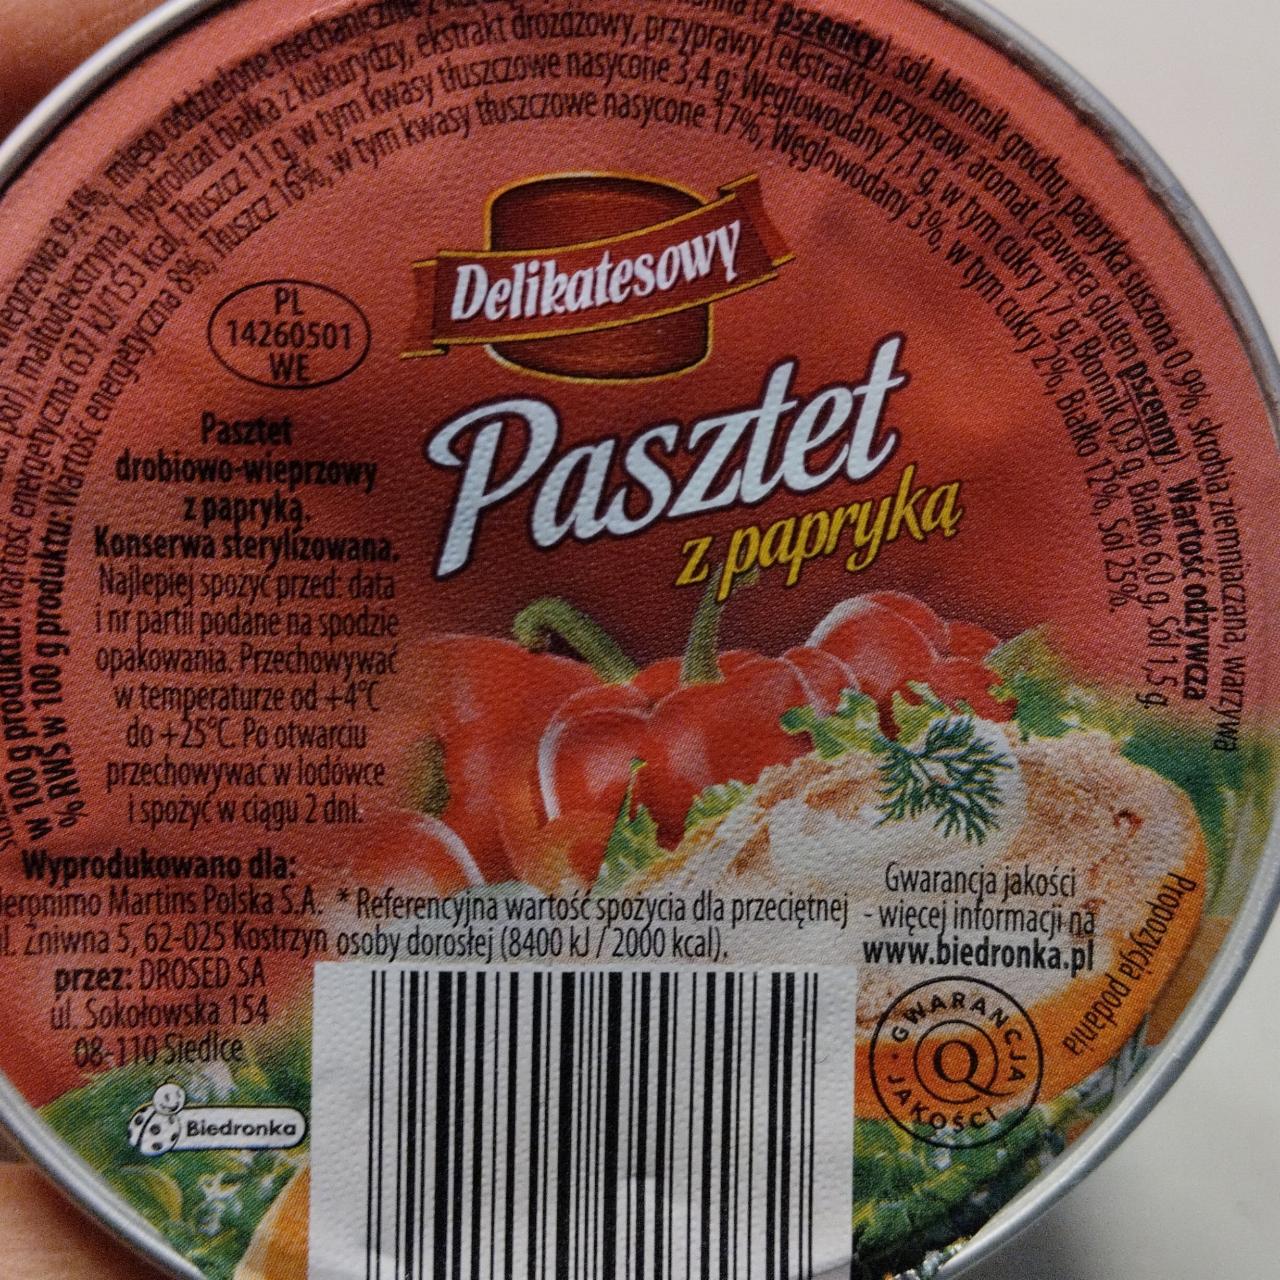 mięso oddzielone mechanicznie
pszenicy), sól, błonnik grochu, papryka suszona 0,9%, skrobia ziemniaczana, warzywa
maltodekstryna, hydrolizat białka z kukurydzy, ekstrakt drożdżowy, przyprawy (ekstrakty przypraw, aromat (zawiera gluten pszenny). Wartość odżywcza
w 100 g produktu: Wartość energetyczna 637 kJ/153 kcal, Tłuszcz 11 g, w tym kwasy tłuszczowe nasycone 3,4 g; Węglowodany 7,1 g, w tym cukry 1,7 g, Błonnik 0,9 g, Białko 6,0 g, Sól 1,5 g.
% RWS w 100 g produktu: Wartość energetyczna 8%, Tłuszcz 16%, w tym kwasy tłuszczowe nasycone 17%, Węglowodany 3%, w tym cukry 2%, Białko 12%, Sól 25%.
Delikatesowy
Pasztet
z papryką
PL
14260501
WE
Pasztet
drobiowo-wieprzowy
z papryką.
Konserwa sterylizowana.
Najlepiej spożyć przed: data
i nr partii podane na spodzie
opakowania. Przechowywać
w temperaturze od +4°C
do +25°C. Po otwarciu
przechowywać w lodówce
i spożyć w ciągu 2 dni.
Wyprodukowano dla:
Jeronimo Martins Polska S.A.
ul. Żniwna 5, 62-025 Kostrzyn
przez: DROSED SA
ul. Sokołowska 154
08-110 Siedlce
Biedronka
* Referencyjna wartość spożycia dla przeciętnej
osoby dorosłej (8400 kJ / 2000 kcal).
Gwarancja jakości
- więcej informacji na
www.biedronka.pl
GWARANCJA
Q
JAKOŚCI
Propozycja podania